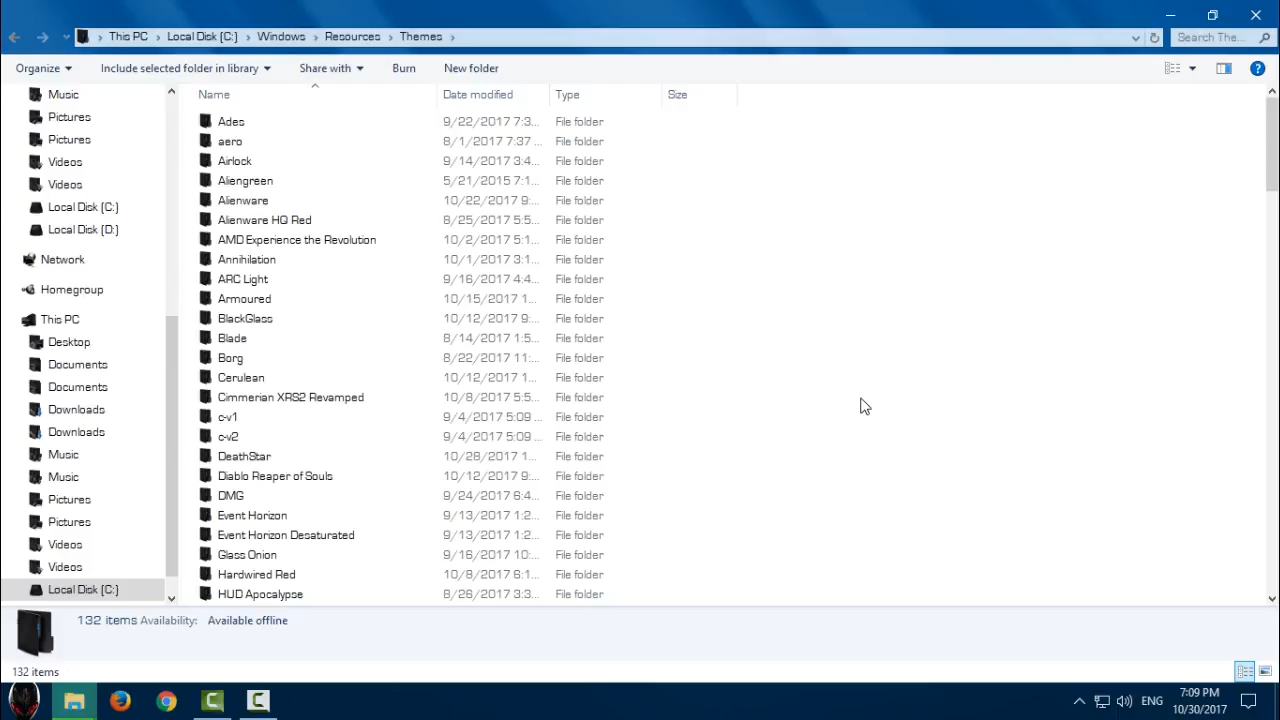 This PC > Local Disk (C:) > Windows > Resources > Themes >
Search The...
Organize Include selected folder in library Share with Burn New folder
Music
Pictures
Pictures
Videos
Videos
Local Disk (C:)
Local Disk (D:)
Network
Homegroup
This PC
Desktop
Documents
Documents
Downloads
Downloads
Music
Music
Pictures
Pictures
Videos
Videos
Local Disk (C:)
Name Date modified Type Size
Ades 9/22/2017 7:3... File folder
aero 8/1/2017 7:37 ... File folder
Airlock 9/14/2017 3:4... File folder
Aliengreen 5/21/2015 7:1... File folder
Alienware 10/22/2017 9:... File folder
Alienware HQ Red 8/25/2017 5:5... File folder
AMD Experience the Revolution 10/2/2017 5:1... File folder
Annihilation 10/1/2017 3:1... File folder
ARC Light 9/16/2017 4:4... File folder
Armoured 10/15/2017 1... File folder
BlackGlass 10/12/2017 9:... File folder
Blade 8/14/2017 1:5... File folder
Borg 8/22/2017 11:... File folder
Cerulean 10/12/2017 1... File folder
Cimmerian XRS2 Revamped 10/8/2017 5:5... File folder
c-v1 9/4/2017 5:09 ... File folder
c-v2 9/4/2017 5:09 ... File folder
DeathStar 10/28/2017 1... File folder
Diablo Reaper of Souls 10/12/2017 9:... File folder
DMG 9/24/2017 6:4... File folder
Event Horizon 9/13/2017 1:2... File folder
Event Horizon Desaturated 9/13/2017 1:2... File folder
Glass Onion 9/16/2017 10:... File folder
Hardwired Red 10/8/2017 6:1... File folder
HUD Apocalypse 8/26/2017 3:3... File folder
132 items Availability: Available offline
132 items
ENG
7:09 PM
10/30/2017